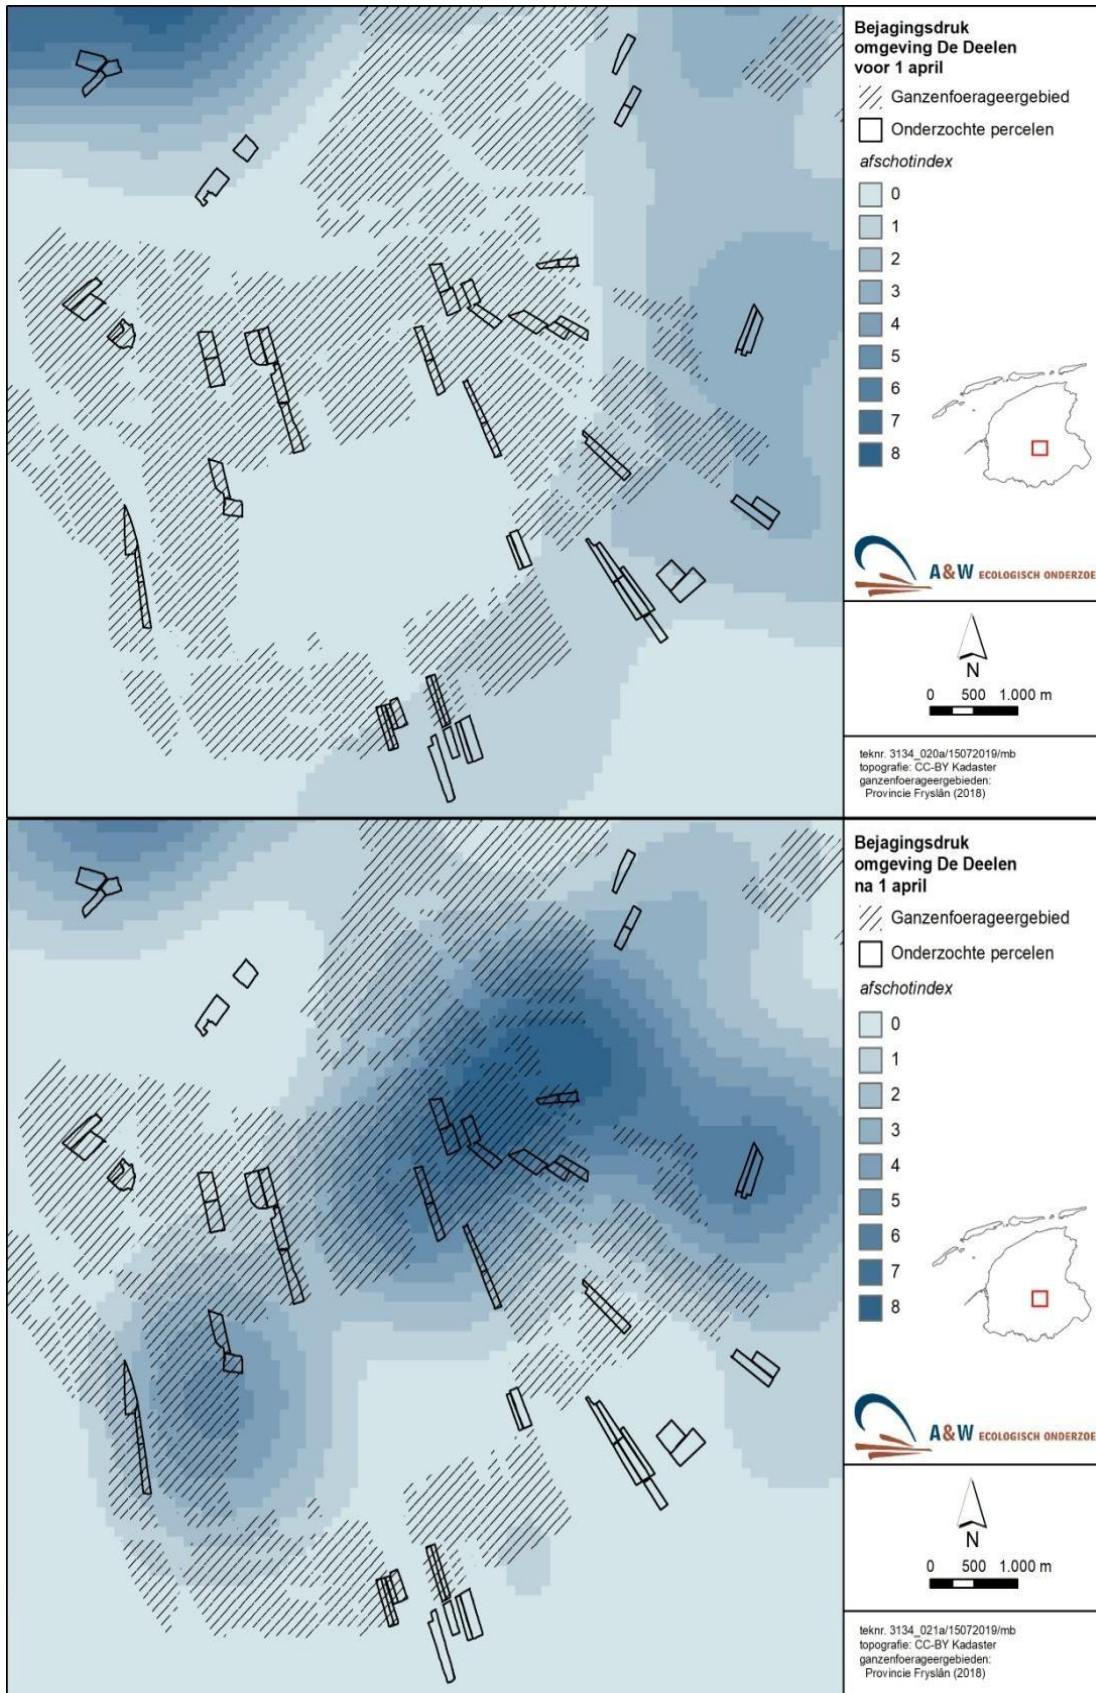 Bejagingsdruk
omgeving De Deelen
voor 1 april
Ganzenfoerageergebied
Onderzochte percelen
afschotindex
0
1
2
3
4
5
6
7
8
A&W ECOLOGISCH ONDERZOE
N
0 500 1.000 m
teknr. 3134_020a/15072019/mb
topografie: CC-BY Kadaster
ganzenfoerageergebieden:
Provincie Fryslân (2018)
Bejagingsdruk
omgeving De Deelen
na 1 april
Ganzenfoerageergebied
Onderzochte percelen
afschotindex
0
1
2
3
4
5
6
7
8
A&W ECOLOGISCH ONDERZOE
N
0 500 1.000 m
teknr. 3134_021a/15072019/mb
topografie: CC-BY Kadaster
ganzenfoerageergebieden:
Provincie Fryslân (2018)